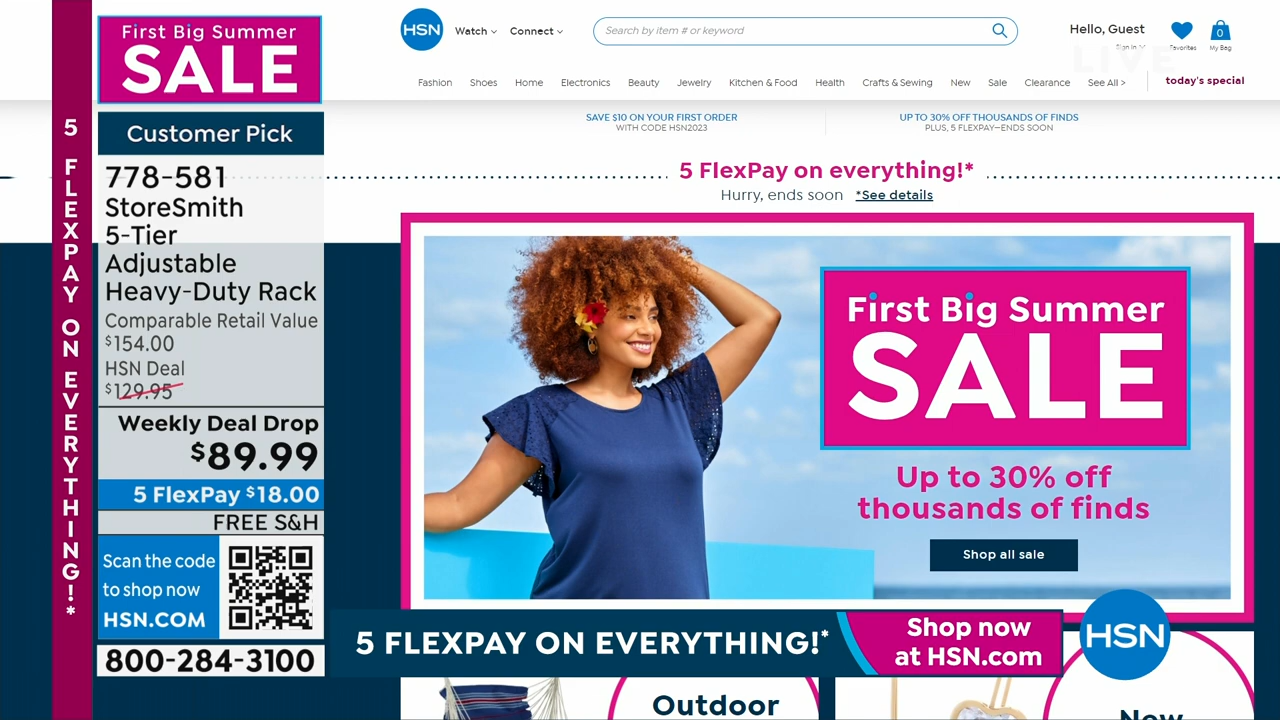 5 FLEXPAY ON EVERYTHING!*
First Big Summer
SALE
Customer Pick
778-581
StoreSmith
5-Tier
Adjustable
Heavy-Duty Rack
Comparable Retail Value
$154.00
HSN Deal
$129.95
Weekly Deal Drop
$89.99
5 FlexPay $18.00
FREE S&H
Scan the code
to shop now
HSN.COM
800-284-3100
HSN
Watch
Connect
Search by item # or keyword
Hello, Guest
Sign in
Favorites
0
My Bag
LIVE
Fashion Shoes Home Electronics Beauty Jewelry Kitchen & Food Health Crafts & Sewing New Sale Clearance See All >
today's special
SAVE $10 ON YOUR FIRST ORDER
WITH CODE HSN2023
UP TO 30% OFF THOUSANDS OF FINDS
PLUS, 5 FLEXPAY—ENDS SOON
5 FlexPay on everything!*
Hurry, ends soon *See details
First Big Summer
SALE
Up to 30% off
thousands of finds
Shop all sale
5 FLEXPAY ON EVERYTHING!*
Shop now
at HSN.com
HSN
Outdoor
New